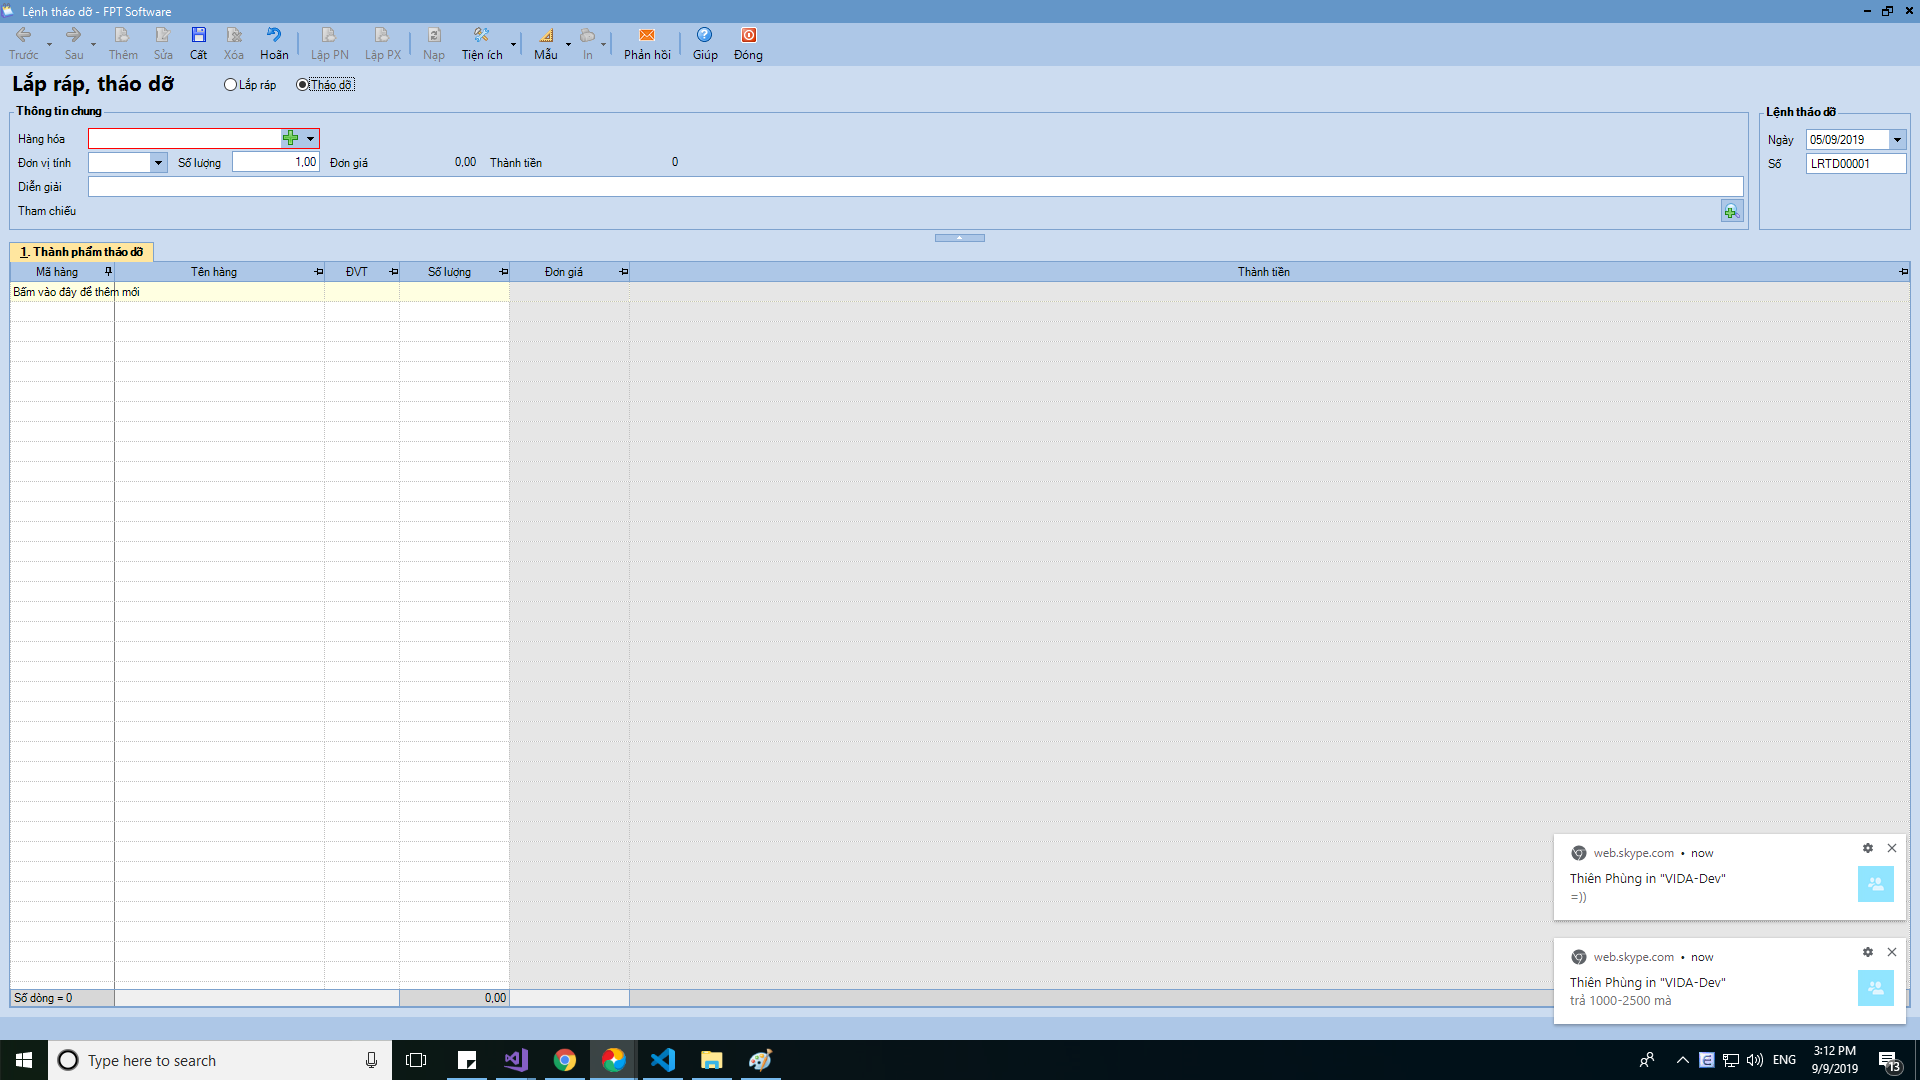 Lệnh tháo dỡ - FPT Software
Trước Sau Thêm Sửa Cất Xóa Hoãn Lập PN Lập PX Nạp Tiện ích Mẫu In Phản hồi Giúp Đóng
Lắp ráp, tháo dỡ Lắp ráp Tháo dỡ
Thông tin chung
Hàng hóa
Đơn vị tính Số lượng 1,00 Đơn giá 0,00 Thành tiền 0
Diễn giải
Tham chiếu
Lệnh tháo dỡ
Ngày 05/09/2019
Số LRTD00001
1. Thành phẩm tháo dỡ
Mã hàng Tên hàng ĐVT Số lượng Đơn giá Thành tiền
Bấm vào đây để thêm mới
Số dòng = 0 0,00
web.skype.com • now
Thiên Phùng in "VIDA-Dev"
=))
web.skype.com • now
Thiên Phùng in "VIDA-Dev"
trả 1000-2500 mà
Type here to search
ENG
3:12 PM
9/9/2019
13